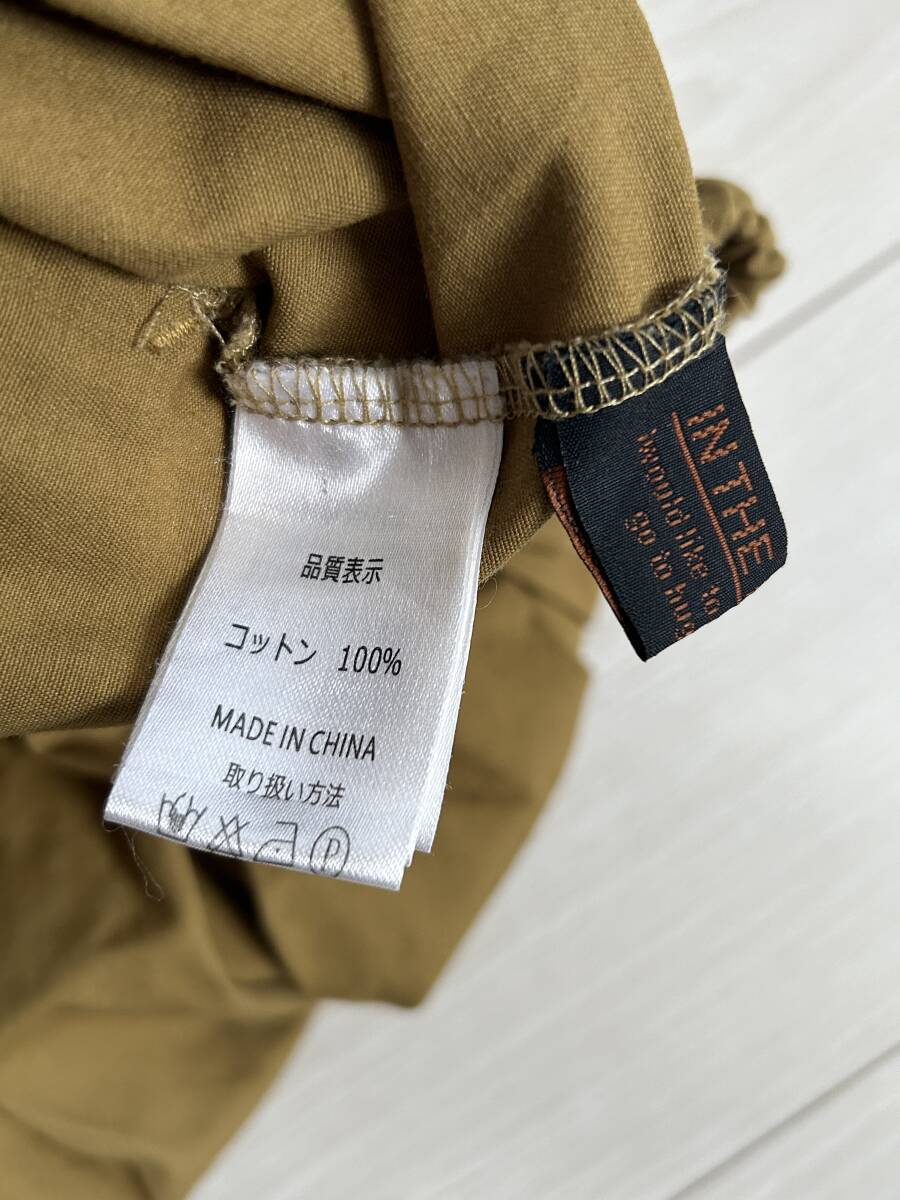 品質表示
コットン 100%
MADE IN CHINA
取り扱い方法
P
IN THE
would like to
go to hug